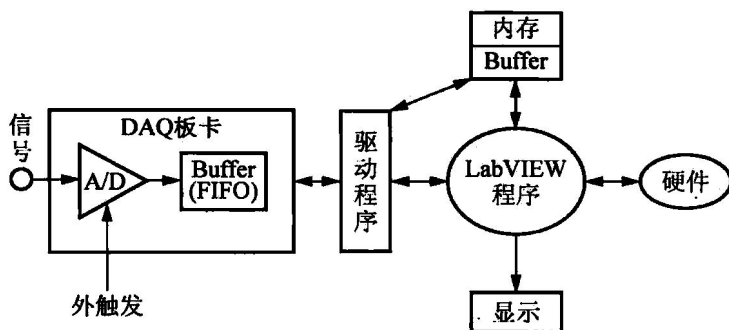 内存
Buffer
信号
DAQ板卡
A/D
Buffer
(FIFO)
驱动程序
LabVIEW
程序
硬件
外触发
显示